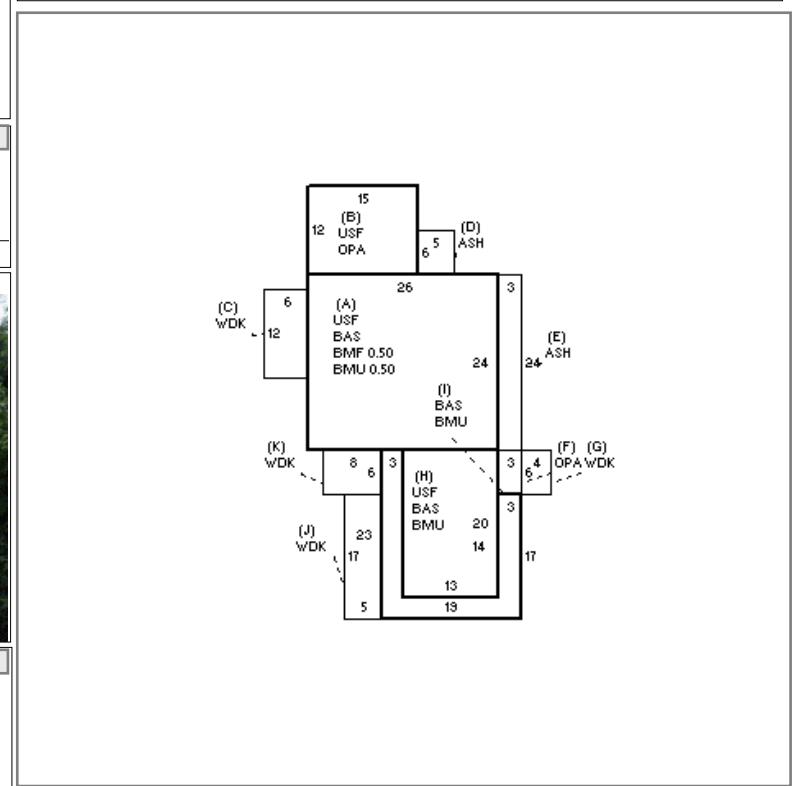 15
(B)
12 USF
OPA
(D)
5 ASH
6
26
3
(C)
WDK
6
12
(A)
USF
BAS
BMF 0.50
BMU 0.50
24
24
(E)
ASH
(I)
BAS
BMU
(K)
WDK
8
6
3
(H)
USF
BAS
BMU
20
14
13
19
3
4
6
(F) (G)
OPA WDK
3
17
(J)
WDK
23
17
5